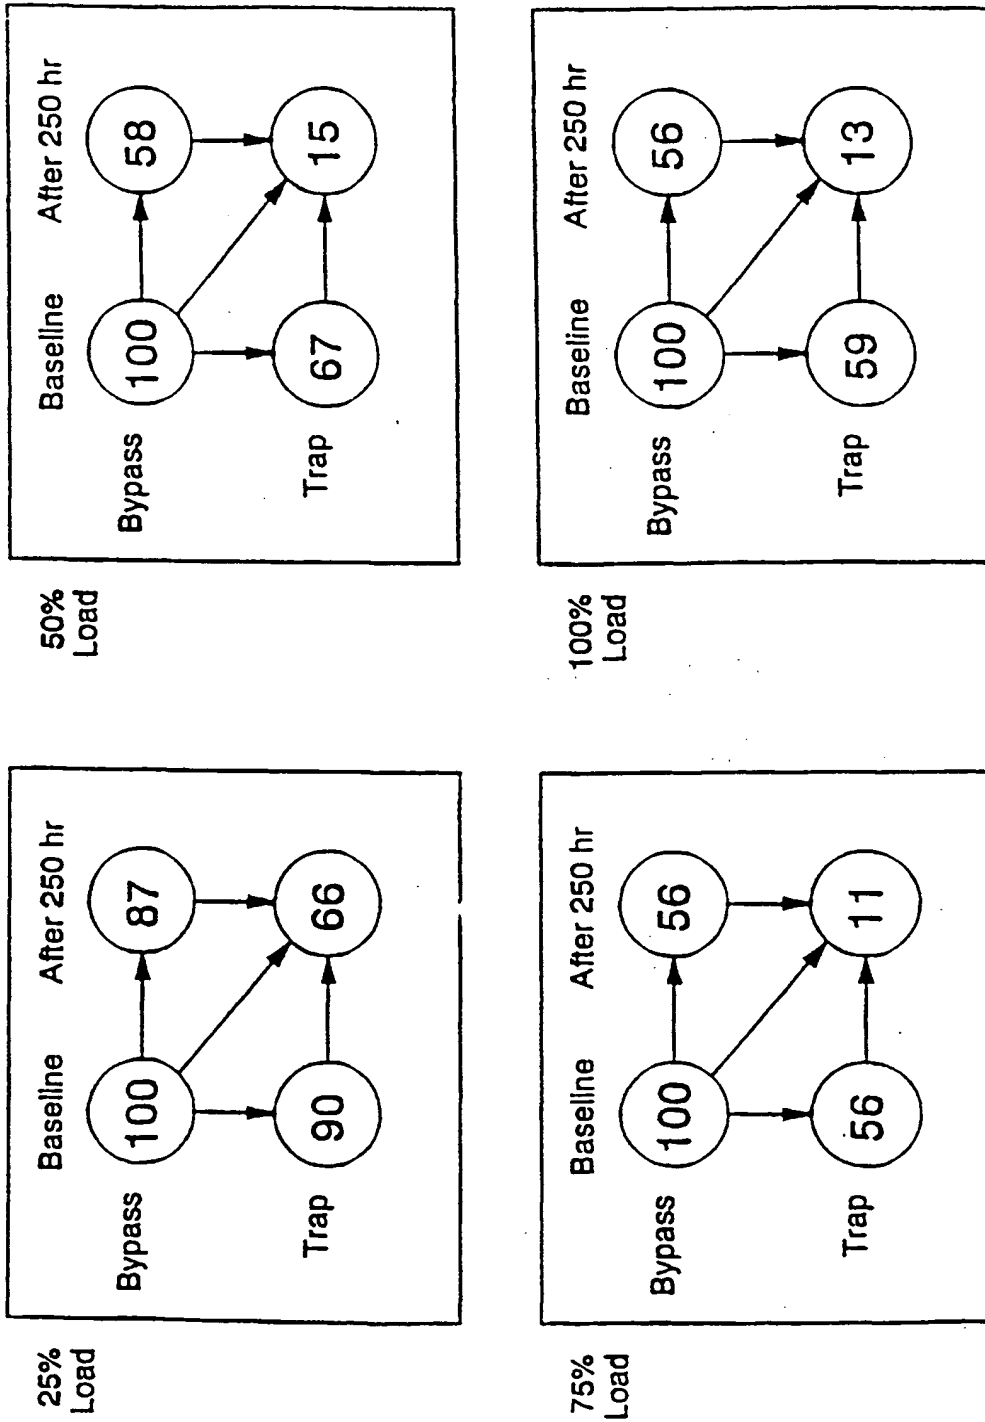 25%
Load
Baseline After 250 hr
Bypass 100 87
Trap 90 66
50%
Load
Baseline After 250 hr
Bypass 100 58
Trap 67 15
75%
Load
Baseline After 250 hr
Bypass 100 56
Trap 56 11
100%
Load
Baseline After 250 hr
Bypass 100 56
Trap 59 13